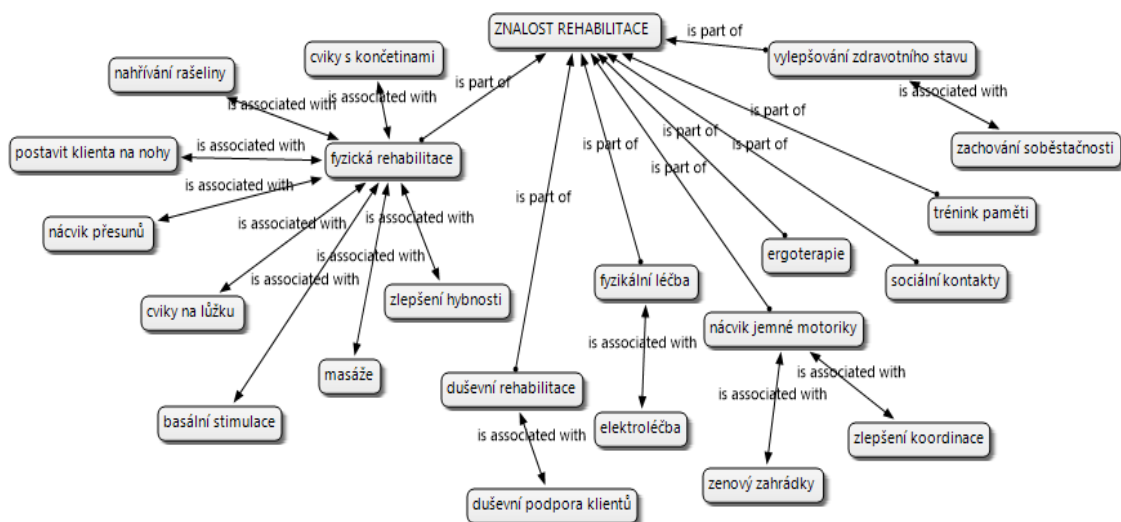 ZNALOST REHABILITACE
is part of
vylepšování zdravotního stavu
cviky s končetinami
nahřívání rašeliny
is part of
is associated with
is associated with
is associated with
postavit klienta na nohy
is associated with
fyzická rehabilitace
is part of
is part of
is part of
is part of
zachování soběstačnosti
is associated with
is part of
trénink paměti
nácvik přesunů
is associated with
is associated with
is associated with
is associated with
ergoterapie
sociální kontakty
fyzikální léčba
cviky na lůžku
zlepšení hybnosti
nácvik jemné motoriky
is associated with
is associated with
masáže
duševní rehabilitace
is associated with
basální stimulace
elektroléčba
is associated with
zlepšení koordinace
zenový zahrádky
duševní podpora klientů